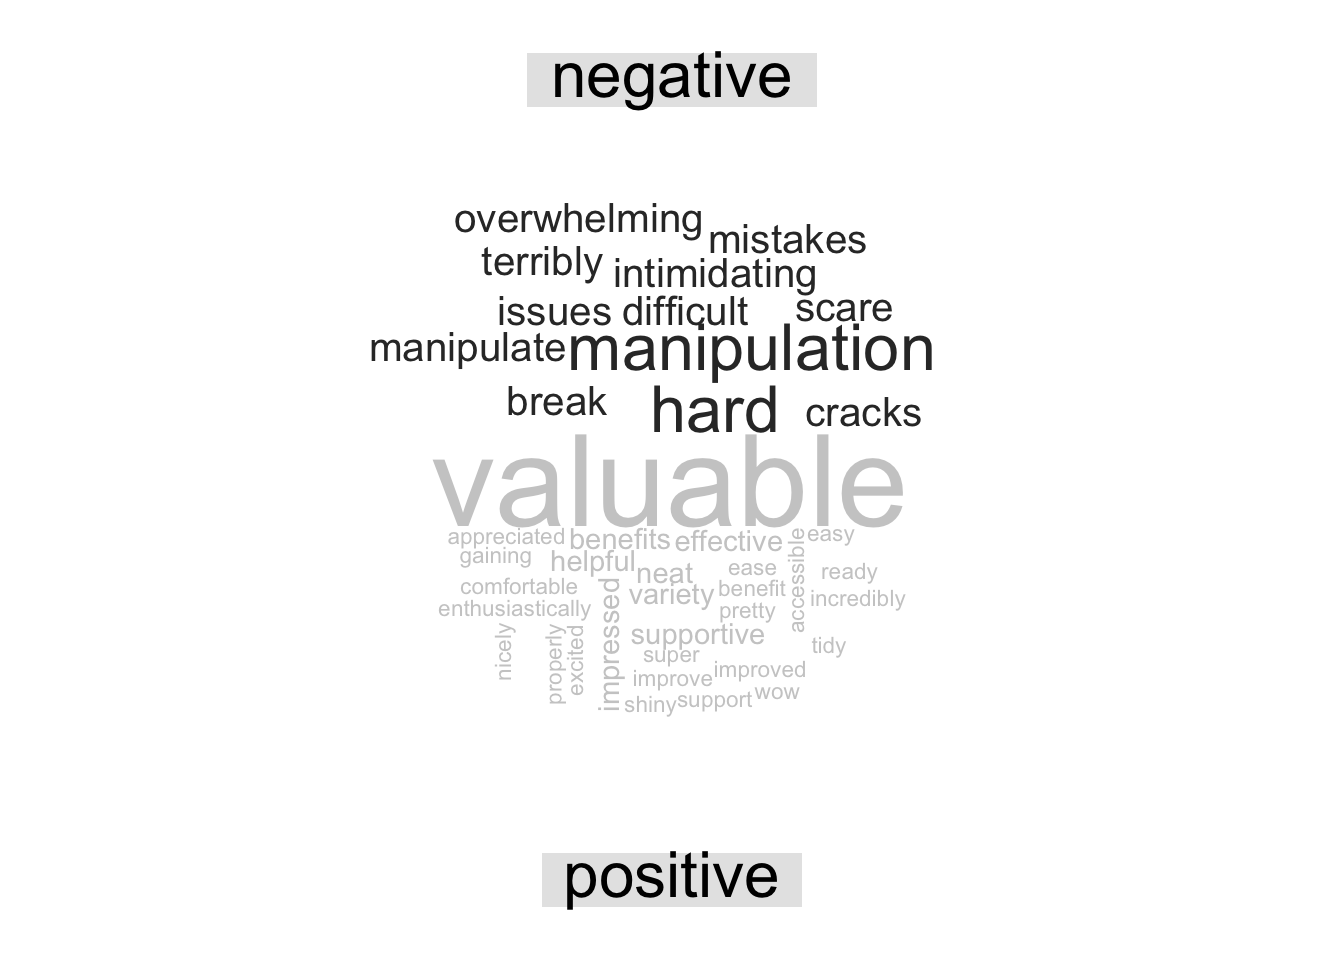 negative
overwhelming
mistakes
terribly
intimidating
issues
difficult
scare
manipulate
manipulation
break
hard
cracks
valuable
appreciated
benefits
effective
accessible
easy
gaining
helpful
neat
ease
ready
comfortable
impressed
variety
benefit
incredibly
enthusiastically
pretty
nicely
properly
excited
supportive
tidy
super
improve
improved
shiny
support
wow
positive